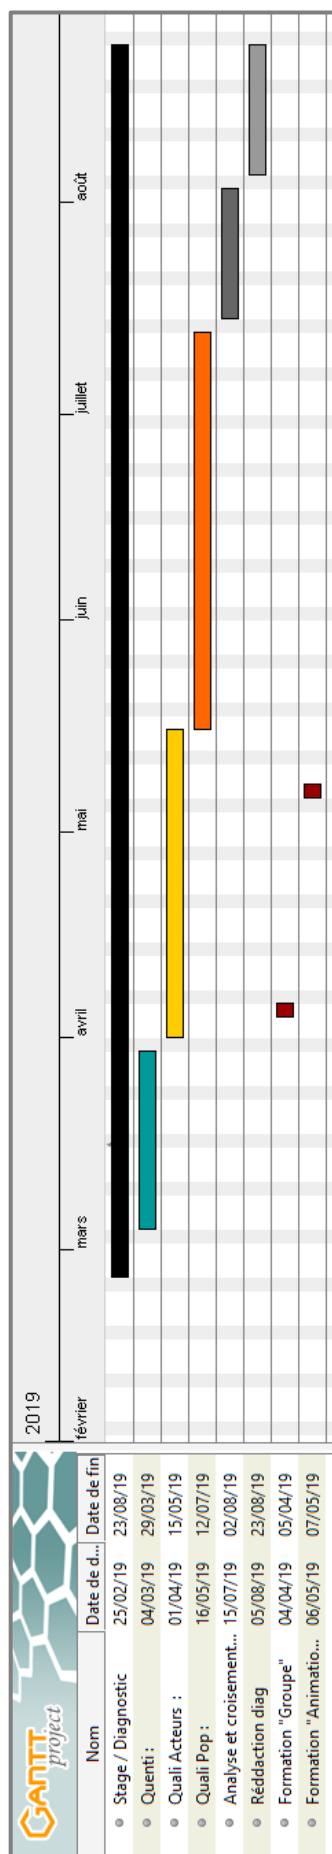 GANTT
project
2019
Nom Date de d... Date de fin février mars avril mai juin juillet août
Stage / Diagnostic 25/02/19 23/08/19
Quenti : 04/03/19 29/03/19
Quali Acteurs : 01/04/19 15/05/19
Quali Pop : 16/05/19 12/07/19
Analyse et croisement... 15/07/19 02/08/19
Réddaction diag 05/08/19 23/08/19
Formation "Groupe" 04/04/19 05/04/19
Formation "Animatio... 06/05/19 07/05/19